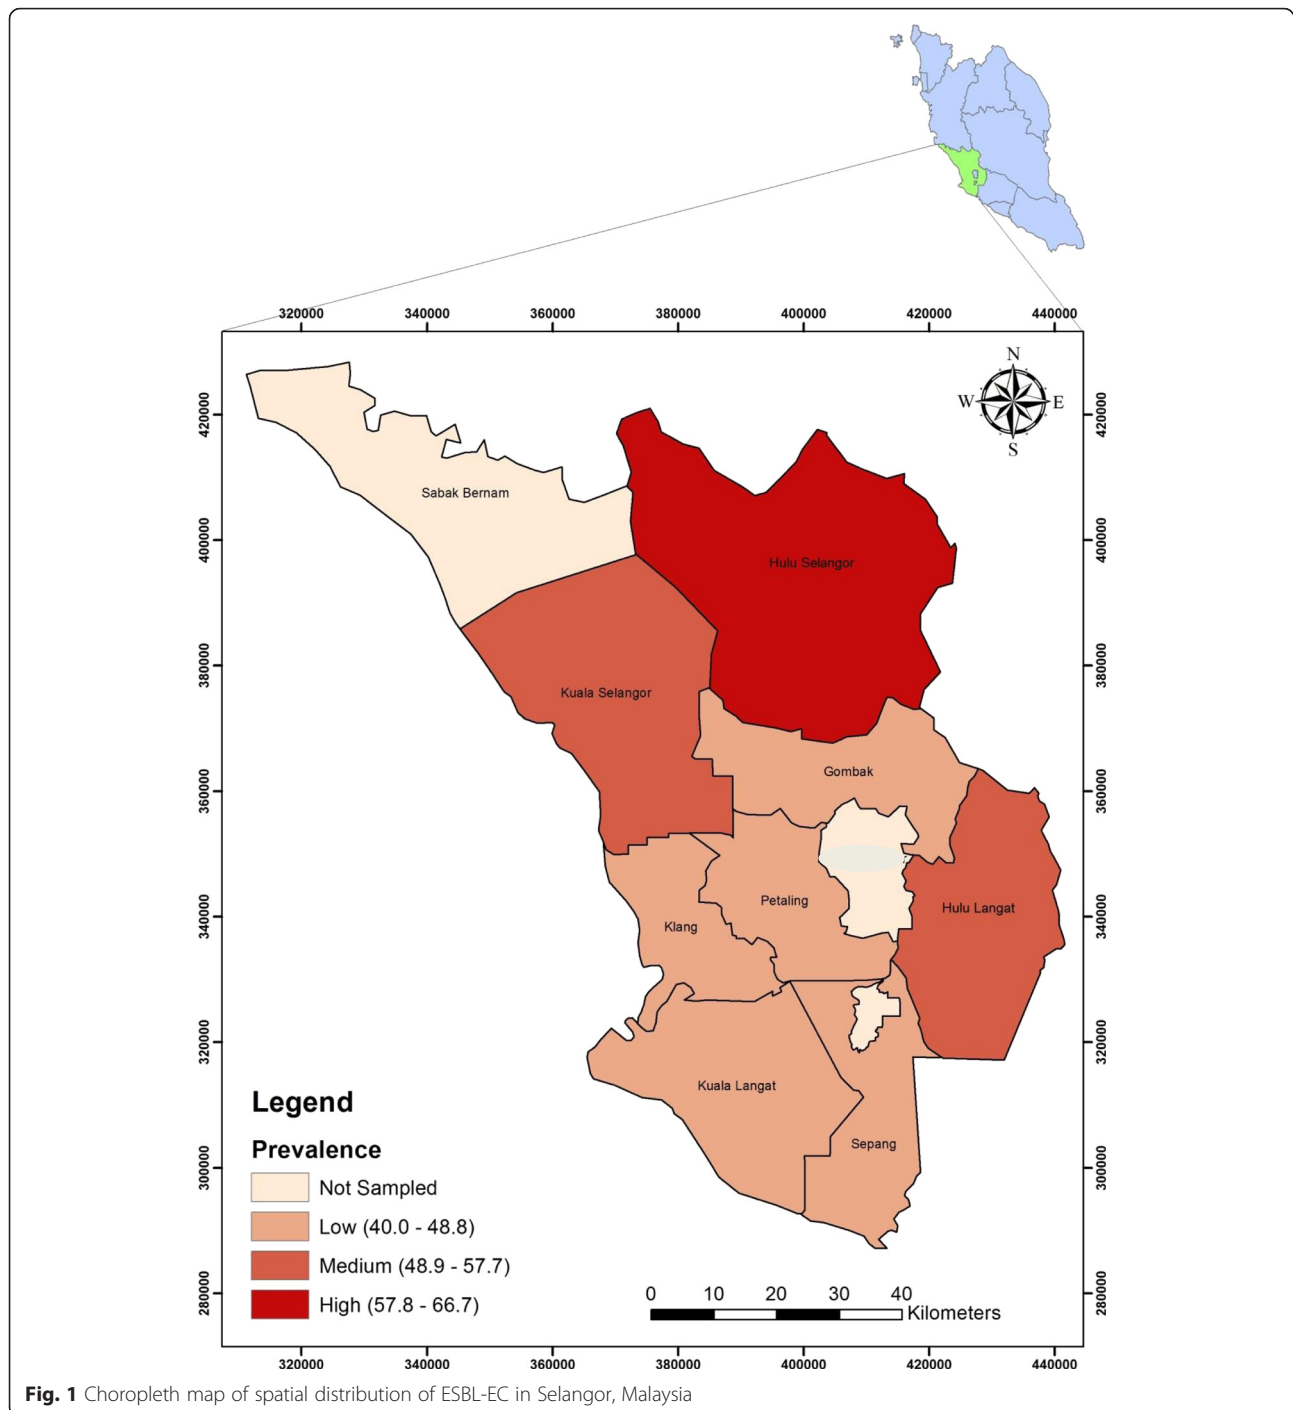 320000 340000 360000 380000 400000 420000 440000
N
W E
S
420000 420000
Sabak Bernam
400000 400000
Hulu Selangor
380000 380000
Kuala Selangor
Gombak
360000 360000
Petaling
Hulu Langat
340000 340000
Klang
320000 320000
Kuala Langat
Legend
Sepang
Prevalence
300000 300000
Not Sampled
Low (40.0 - 48.8)
Medium (48.9 - 57.7)
280000 280000
0 10 20 30 40
High (57.8 - 66.7)
Kilometers
320000 340000 360000 380000 400000 420000 440000
Fig. 1 Choropleth map of spatial distribution of ESBL-EC in Selangor, Malaysia